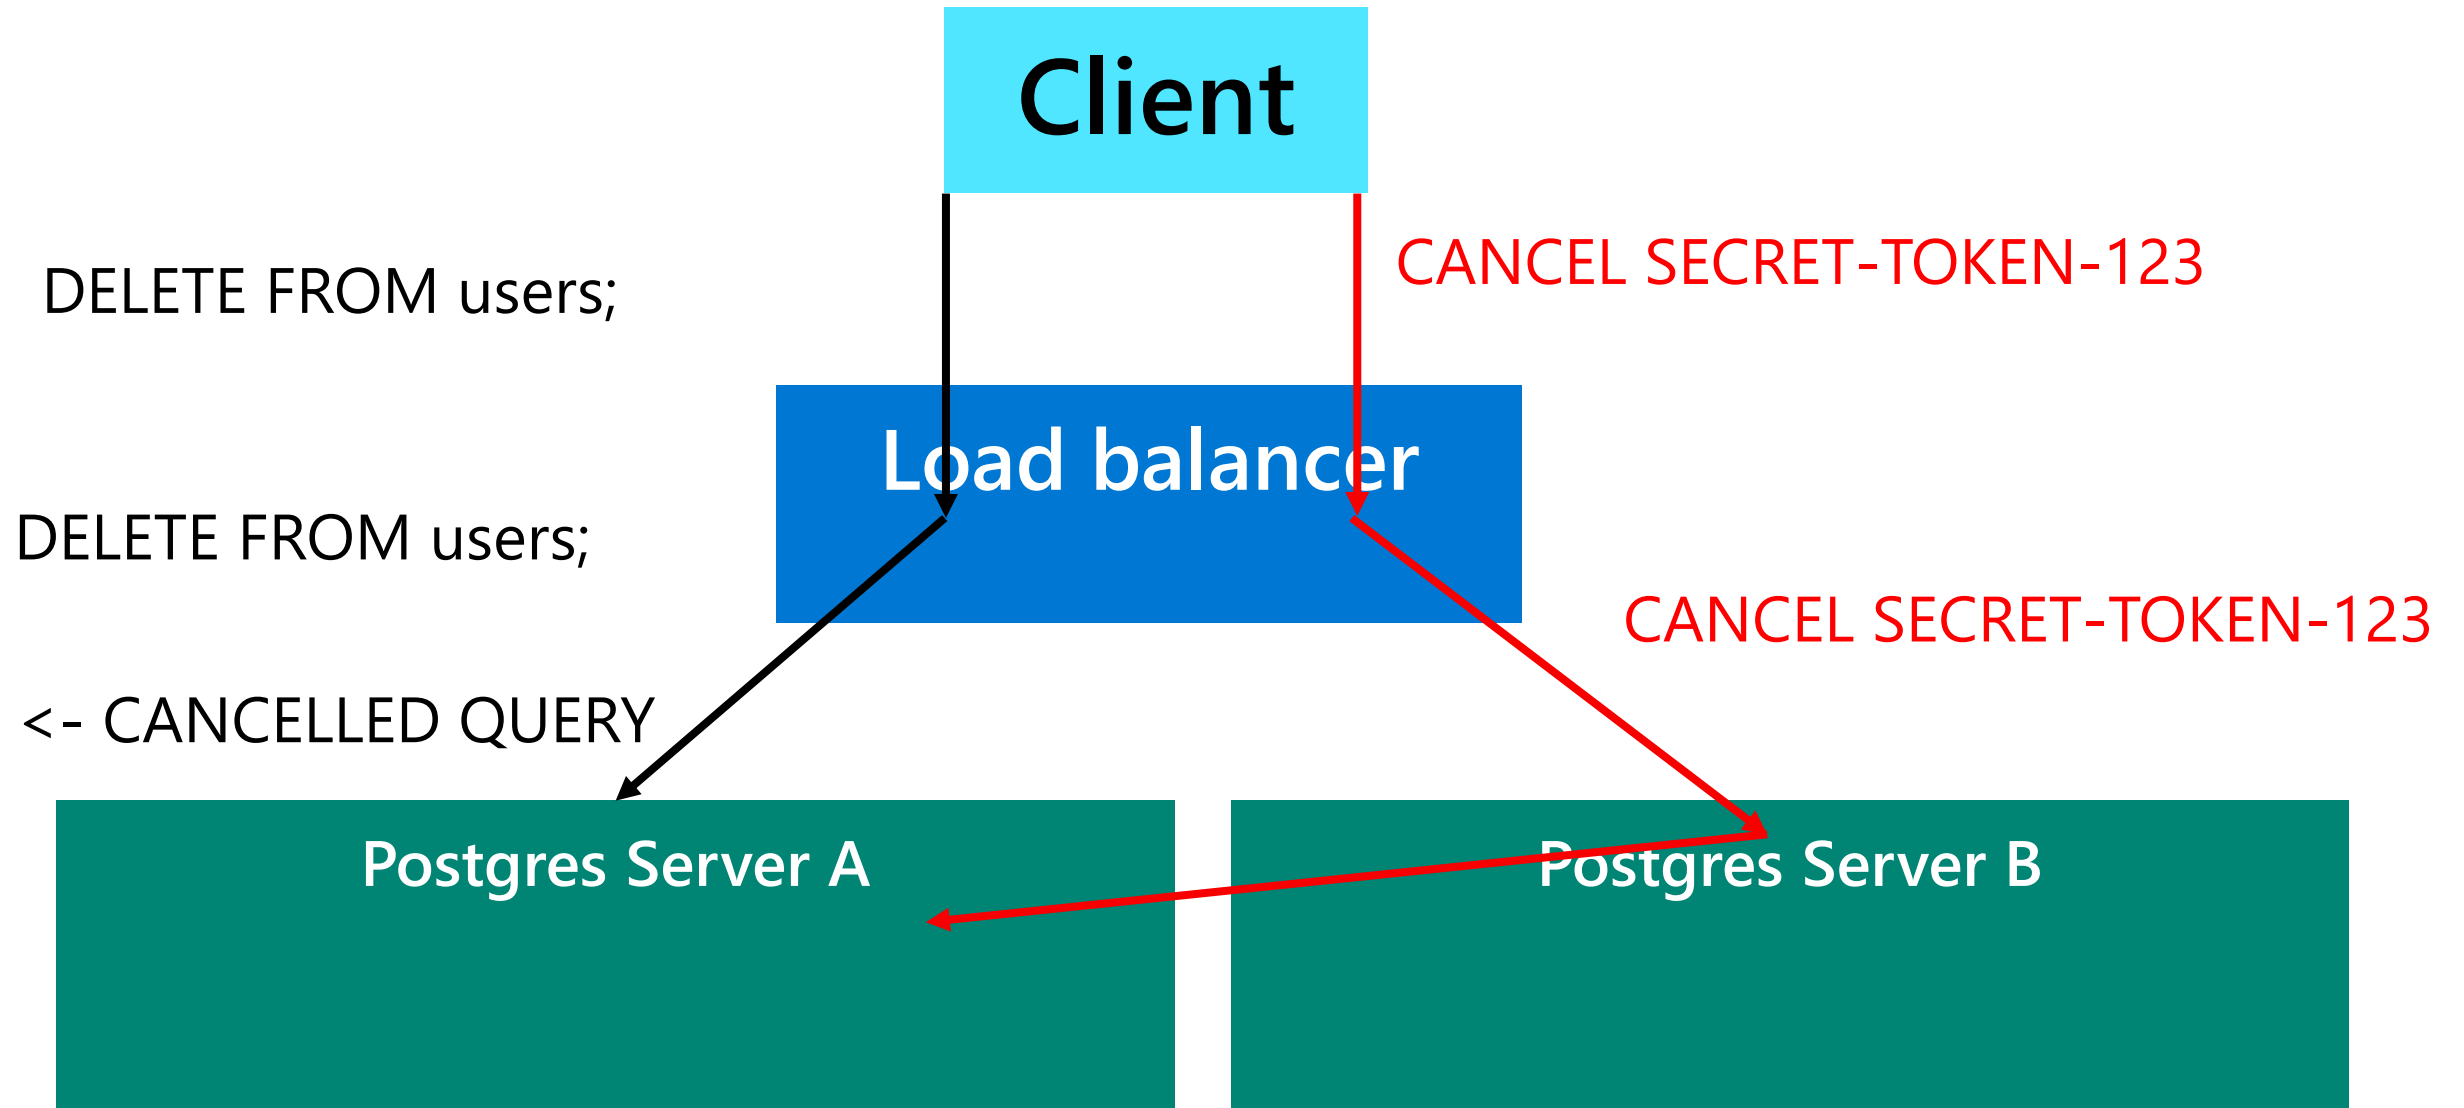 Client
CANCEL SECRET-TOKEN-123
DELETE FROM users;
Load balancer
DELETE FROM users;
CANCEL SECRET-TOKEN-123
<- CANCELLED QUERY
Postgres Server A
Postgres Server B